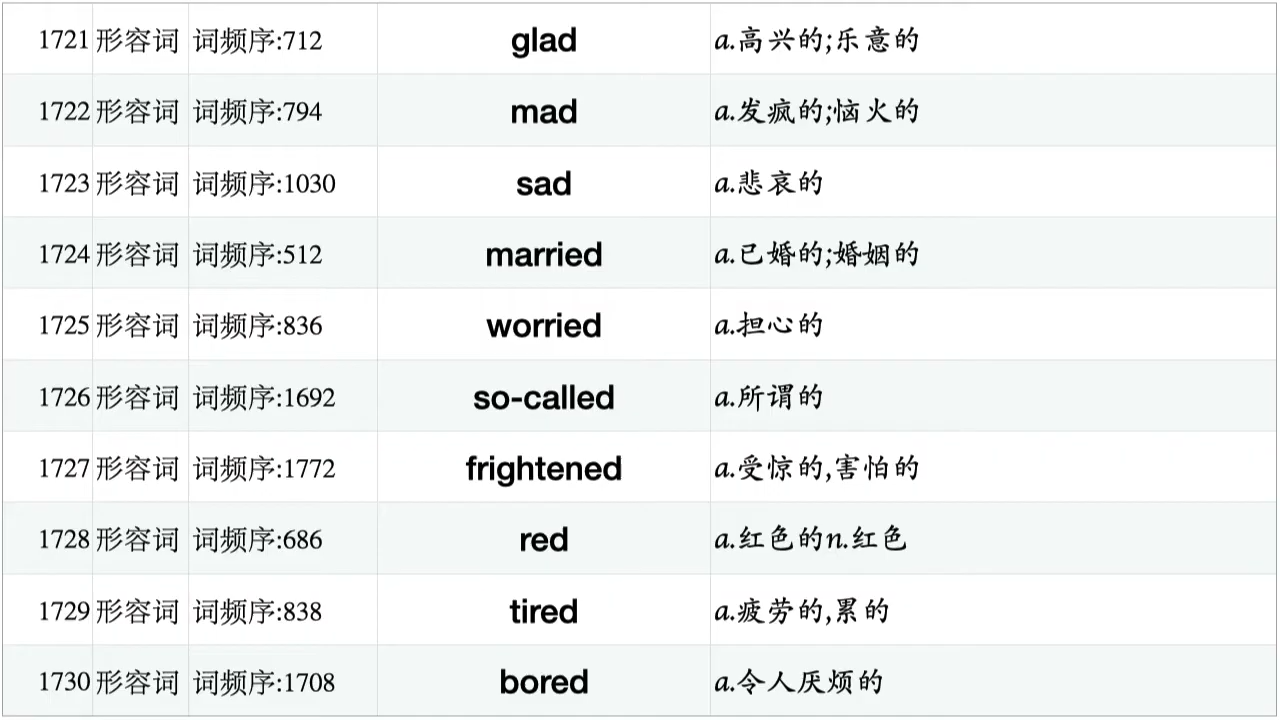 1721 形容词 词频序:712 glad a.高兴的;乐意的
1722 形容词 词频序:794 mad a.发疯的;恼火的
1723 形容词 词频序:1030 sad a.悲哀的
1724 形容词 词频序:512 married a.已婚的;婚姻的
1725 形容词 词频序:836 worried a.担心的
1726 形容词 词频序:1692 so-called a.所谓的
1727 形容词 词频序:1772 frightened a.受惊的,害怕的
1728 形容词 词频序:686 red a.红色的n.红色
1729 形容词 词频序:838 tired a.疲劳的,累的
1730 形容词 词频序:1708 bored a.令人厌烦的